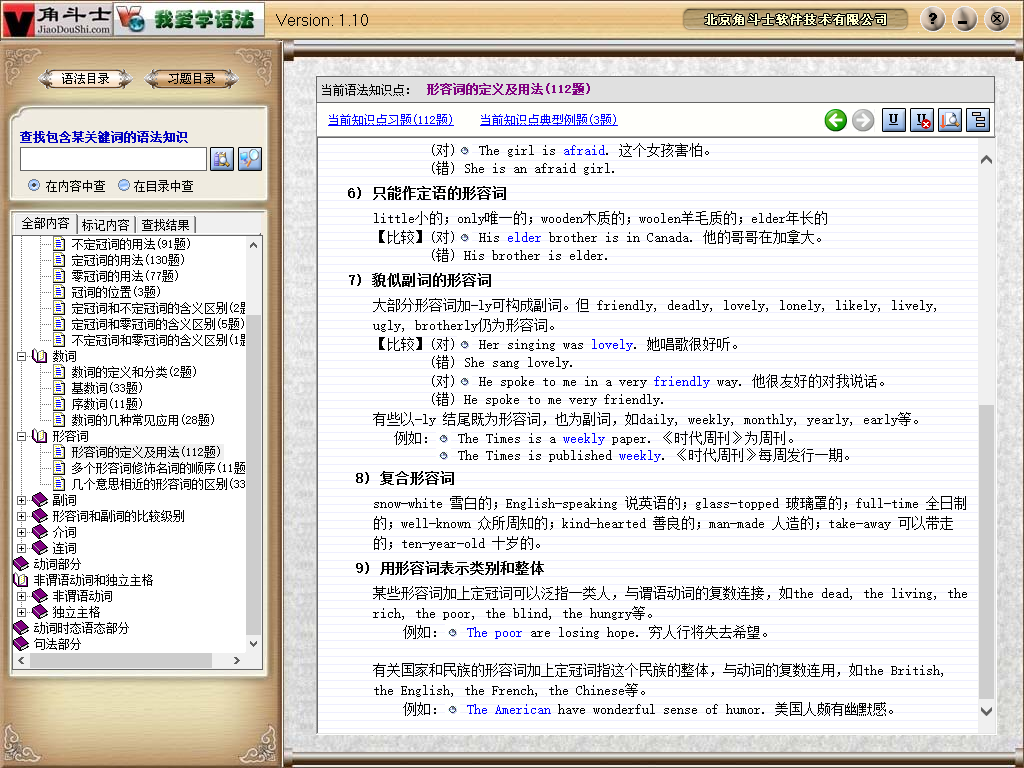 角斗士
JiaoDouShi.com
我爱学语法
Version: 1.10
北京角斗士软件技术有限公司
语法目录
习题目录
查找包含某关键词的语法知识
在内容中查
在目录中查
全部内容
标记内容
查找结果
不定冠词的用法(91题)
定冠词的用法(130题)
零冠词的用法(77题)
冠词的位置(3题)
定冠词和不定冠词的含义区别(2题
定冠词和零冠词的含义区别(5题)
不定冠词和零冠词的含义区别(1题
数词
数词的定义和分类(2题)
基数词(33题)
序数词(11题)
数词的几种常见应用(28题)
形容词
形容词的定义及用法(112题)
多个形容词修饰名词的顺序(11题
几个意思相近的形容词的区别(33
副词
形容词和副词的比较级别
介词
连词
动词部分
非谓语动词和独立主格
非谓语动词
独立主格
动词时态语态部分
句法部分
当前语法知识点: 形容词的定义及用法(112题)
当前知识点习题(112题) 当前知识点典型例题(3题)
(对) The girl is afraid. 这个女孩害怕。
(错) She is an afraid girl.
6) 只能作定语的形容词
little小的; only唯一的; wooden木质的; woolen羊毛质的; elder年长的
【比较】(对) His elder brother is in Canada. 他的哥哥在加拿大。
(错) His brother is elder.
7) 貌似副词的形容词
大部分形容词加-ly可构成副词。但 friendly, deadly, lovely, lonely, likely, lively,
ugly, brotherly仍为形容词。
【比较】(对) Her singing was lovely. 她唱歌很好听。
(错) She sang lovely.
(对) He spoke to me in a very friendly way. 他很友好的对我说话。
(错) He spoke to me very friendly.
有些以-ly 结尾既为形容词, 也为副词, 如daily, weekly, monthly, yearly, early等。
例如: The Times is a weekly paper. 《时代周刊》为周刊。
The Times is published weekly. 《时代周刊》每周发行一期。
8) 复合形容词
snow-white 雪白的; English-speaking 说英语的; glass-topped 玻璃罩的; full-time 全日制
的; well-known 众所周知的; kind-hearted 善良的; man-made 人造的; take-away 可以带走
的; ten-year-old 十岁的。
9) 用形容词表示类别和整体
某些形容词加上定冠词可以泛指一类人, 与谓语动词的复数连接, 如the dead, the living, the
rich, the poor, the blind, the hungry等。
例如: The poor are losing hope. 穷人行将失去希望。
有关国家和民族的形容词加上定冠词指这个民族的整体, 与动词的复数连用, 如the British,
the English, the French, the Chinese等。
例如: The American have wonderful sense of humor. 美国人颇有幽默感。